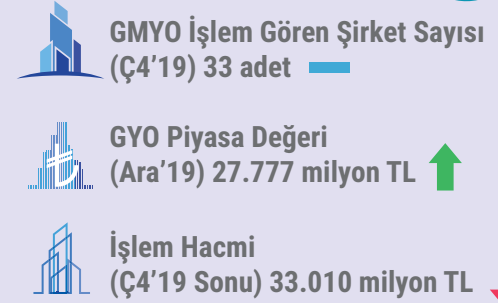 GMYO İşlem Gören Şirket Sayısı
(Ç4’19) 33 adet
GYO Piyasa Değeri
(Ara’19) 27.777 milyon TL
İşlem Hacmi
(Ç4’19 Sonu) 33.010 milyon TL